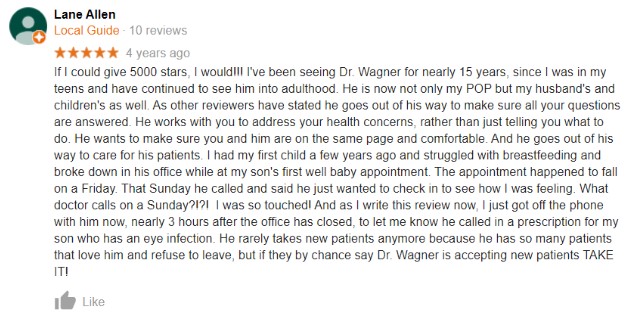 Lane Allen
Local Guide · 10 reviews
4 years ago
If I could give 5000 stars, I would!!! I've been seeing Dr. Wagner for nearly 15 years, since I was in my
teens and have continued to see him into adulthood. He is now not only my POP but my husband's and
children's as well. As other reviewers have stated he goes out of his way to make sure all your questions
are answered. He works with you to address your health concerns, rather than just telling you what to
do. He wants to make sure you and him are on the same page and comfortable. And he goes out of his
way to care for his patients. I had my first child a few years ago and struggled with breastfeeding and
broke down in his office while at my son's first well baby appointment. The appointment happened to fall
on a Friday. That Sunday he called and said he just wanted to check in to see how I was feeling. What
doctor calls on a Sunday?!?! I was so touched! And as I write this review now, I just got off the phone
with him now, nearly 3 hours after the office has closed, to let me know he called in a prescription for my
son who has an eye infection. He rarely takes new patients anymore because he has so many patients
that love him and refuse to leave, but if they by chance say Dr. Wagner is accepting new patients TAKE
IT!
Like